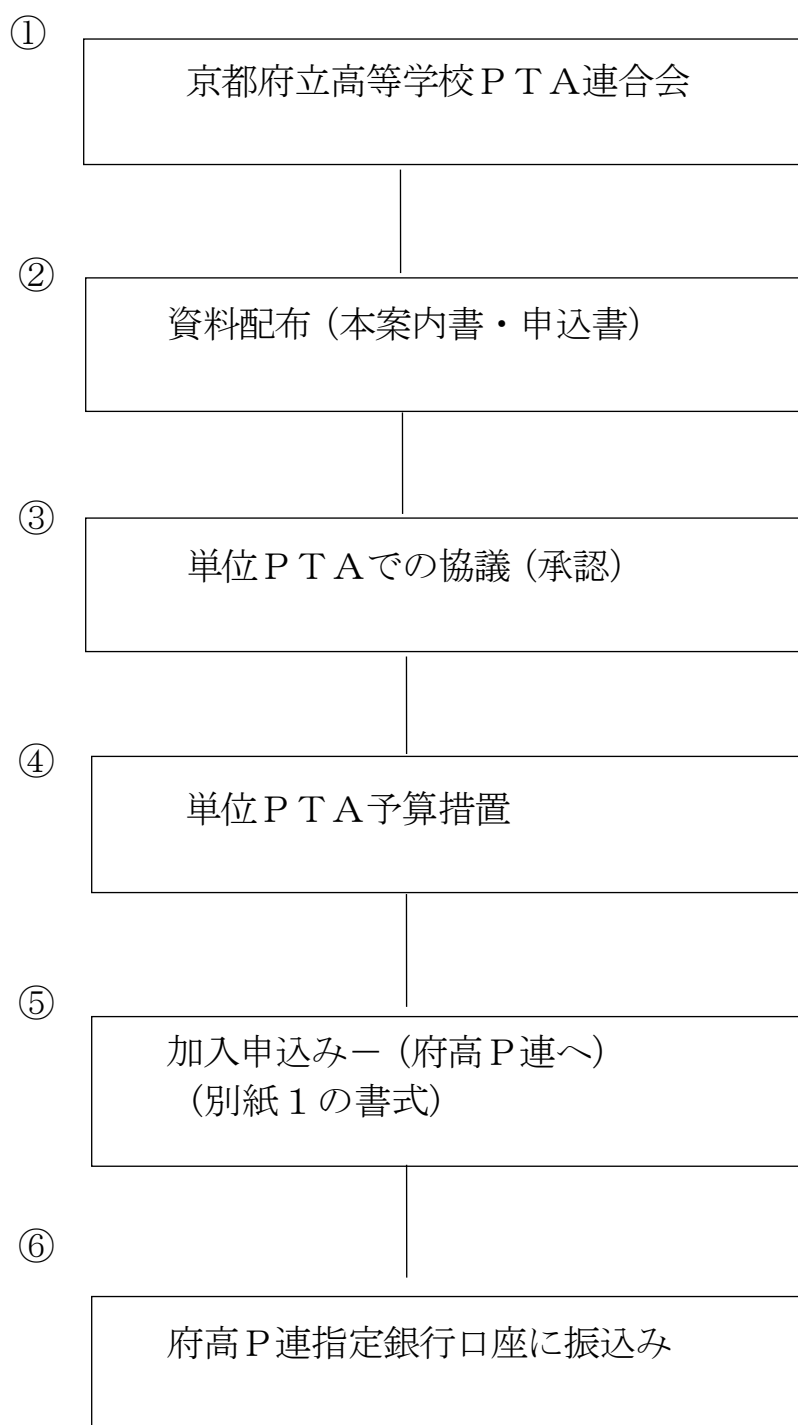 ①
京都府立高等学校ＰＴＡ連合会
②
資料配布（本案内書・申込書）
③
単位ＰＴＡでの協議（承認）
④
単位ＰＴＡ予算措置
⑤
加入申込み－（府高Ｐ連へ）
（別紙１の書式）
⑥
府高Ｐ連指定銀行口座に振込み